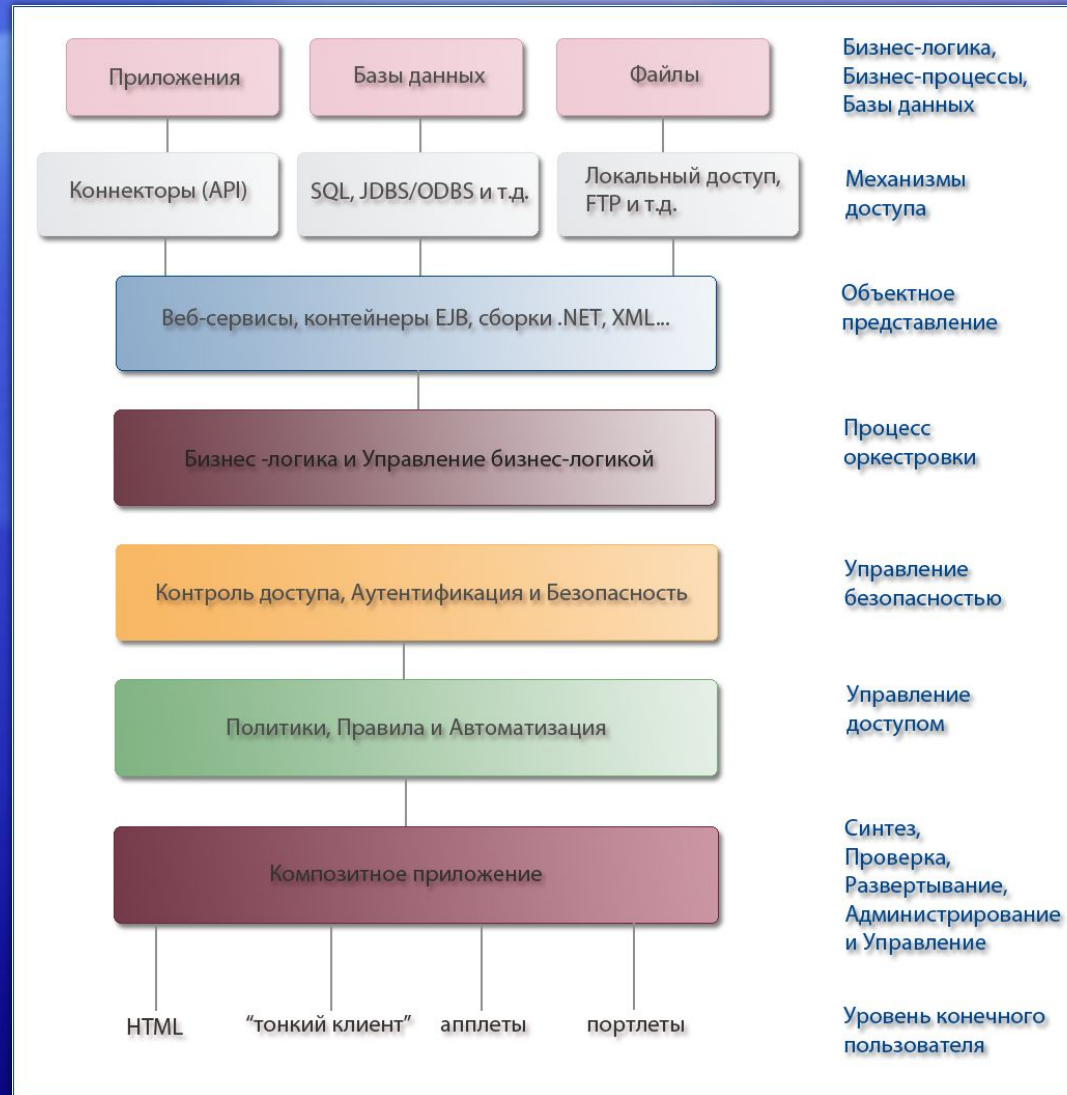 Приложения
Базы данных
Файлы
Бизнес-логика,
Бизнес-процессы,
Базы данных
Коннекторы (API)
SQL, JDBS/ODBS и т.д.
Локальный доступ,
FTP и т.д.
Механизмы
доступа
Веб-сервисы, контейнеры EJB, сборки .NET, XML...
Объектное
представление
Бизнес -логика и Управление бизнес-логикой
Процесс
оркестровки
Контроль доступа, Аутентификация и Безопасность
Управление
безопасностью
Политики, Правила и Автоматизация
Управление
доступом
Композитное приложение
Синтез,
Проверка,
Развертывание,
Администрирование
и Управление
HTML
“тонкий клиент”
апплеты
портлеты
Уровень конечного
пользователя